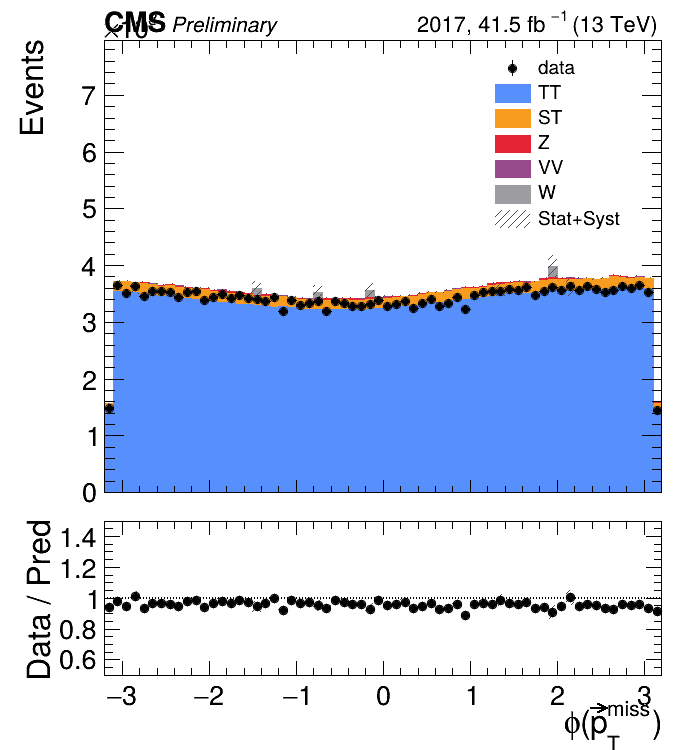 CMS Preliminary 2017, 41.5 fb⁻¹ (13 TeV)
Events
7
6
5
4
3
2
1
0
data
TT
ST
Z
VV
W
Stat+Syst
Data / Pred
1.4
1.2
1
0.8
0.6
−3 −2 −1 0 1 2 3
ϕ(p⃗_T^miss)